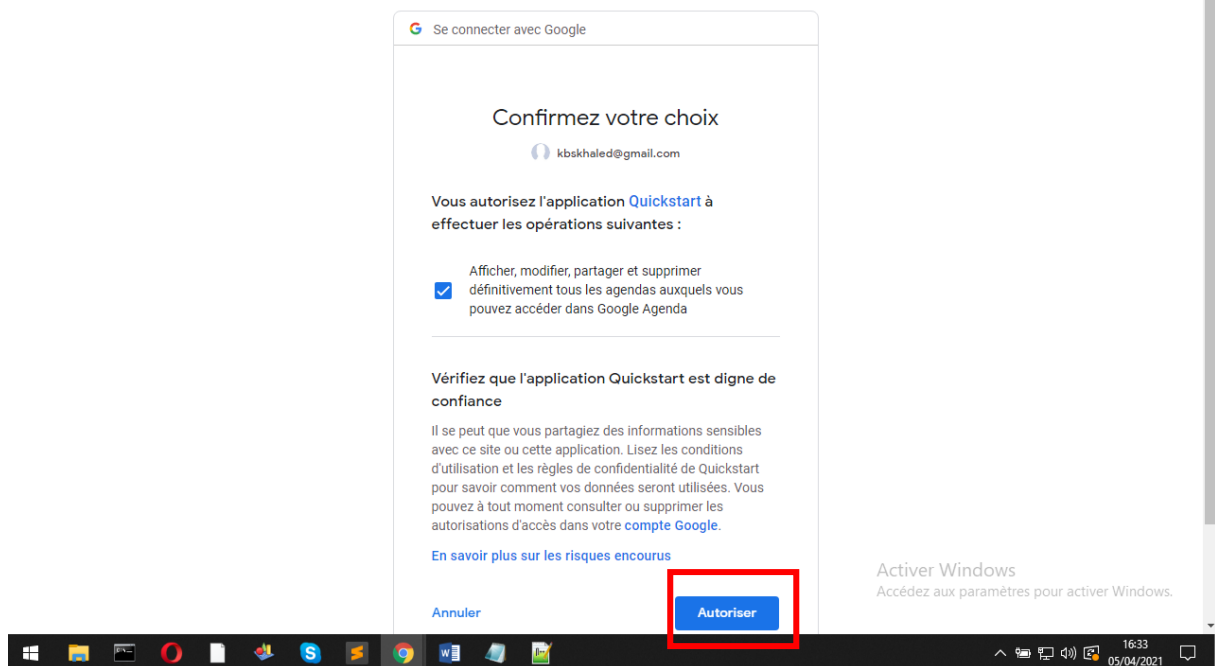 Se connecter avec Google
Confirmez votre choix
kbskhaled@gmail.com
Vous autorisez l'application Quickstart à
effectuer les opérations suivantes :
Afficher, modifier, partager et supprimer
définitivement tous les agendas auxquels vous
pouvez accéder dans Google Agenda
Vérifiez que l'application Quickstart est digne de
confiance
Il se peut que vous partagiez des informations sensibles
avec ce site ou cette application. Lisez les conditions
d'utilisation et les règles de confidentialité de Quickstart
pour savoir comment vos données seront utilisées. Vous
pouvez à tout moment consulter ou supprimer les
autorisations d'accès dans votre compte Google.
En savoir plus sur les risques encourus
Annuler
Autoriser
Activer Windows
Accédez aux paramètres pour activer Windows.
16:33
05/04/2021